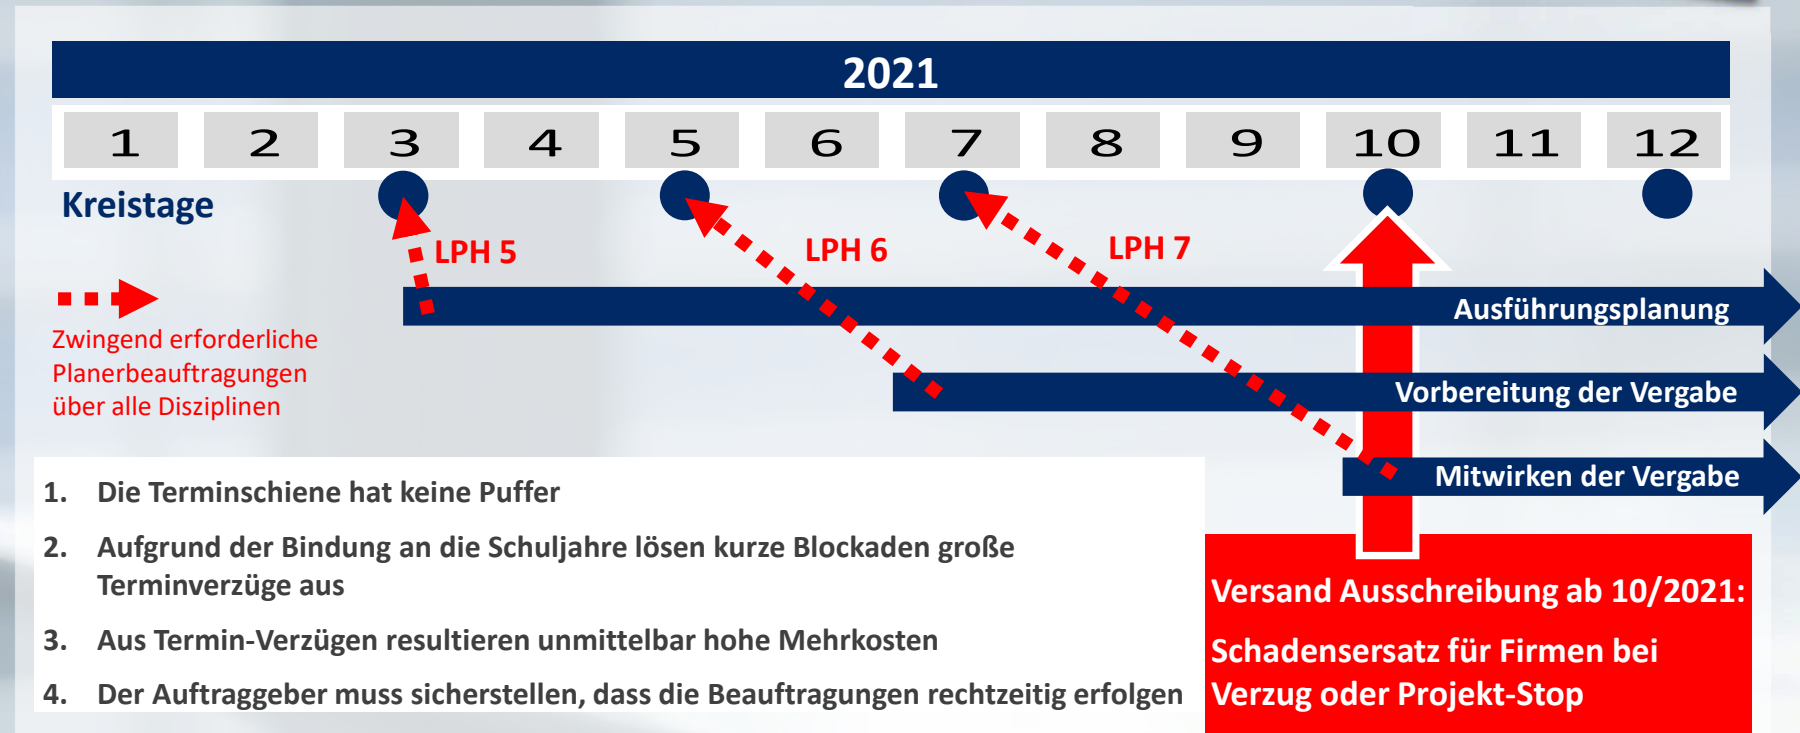 2021
1 2 3 4 5 6 7 8 9 10 11 12
Kreistage
LPH 5
LPH 6
LPH 7
Zwingend erforderliche
Planerbeauftragungen
über alle Disziplinen
Ausführungsplanung
Vorbereitung der Vergabe
Mitwirken der Vergabe
1. Die Terminschiene hat keine Puffer
2. Aufgrund der Bindung an die Schuljahre lösen kurze Blockaden große
Terminverzüge aus
3. Aus Termin-Verzügen resultieren unmittelbar hohe Mehrkosten
4. Der Auftraggeber muss sicherstellen, dass die Beauftragungen rechtzeitig erfolgen
Versand Ausschreibung ab 10/2021:
Schadensersatz für Firmen bei
Verzug oder Projekt-Stop